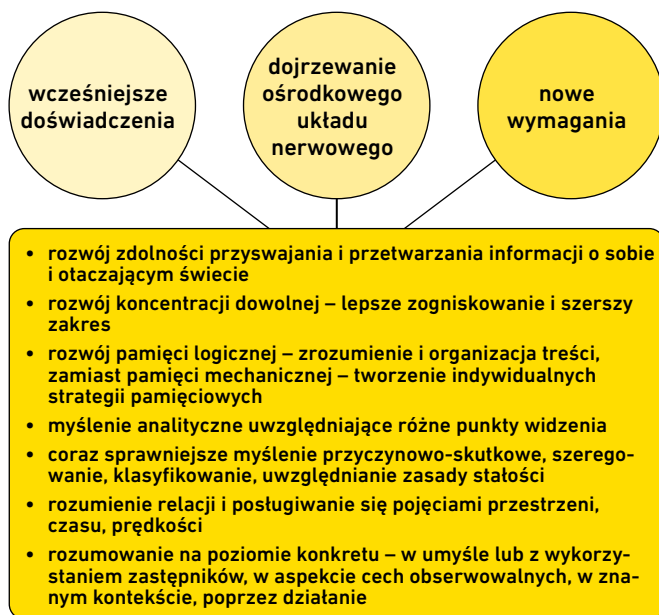 wcześniejsze
doświadczenia
dojrzewanie
ośrodkowego
układu
nerwowego
nowe
wymagania
• rozwój zdolności przyswajania i przetwarzania informacji o sobie
i otaczającym świecie
• rozwój koncentracji dowolnej – lepsze zogniskowanie i szerszy
zakres
• rozwój pamięci logicznej – zrozumienie i organizacja treści,
zamiast pamięci mechanicznej – tworzenie indywidualnych
strategii pamięciowych
• myślenie analityczne uwzględniające różne punkty widzenia
• coraz sprawniejsze myślenie przyczynowo-skutkowe, szerego-
wanie, klasyfikowanie, uwzględnianie zasady stałości
• rozumienie relacji i posługiwanie się pojęciami przestrzeni,
czasu, prędkości
• rozumowanie na poziomie konkretu – w umyśle lub z wykorzy-
staniem zastępników, w aspekcie cech obserwowalnych, w zna-
nym kontekście, poprzez działanie